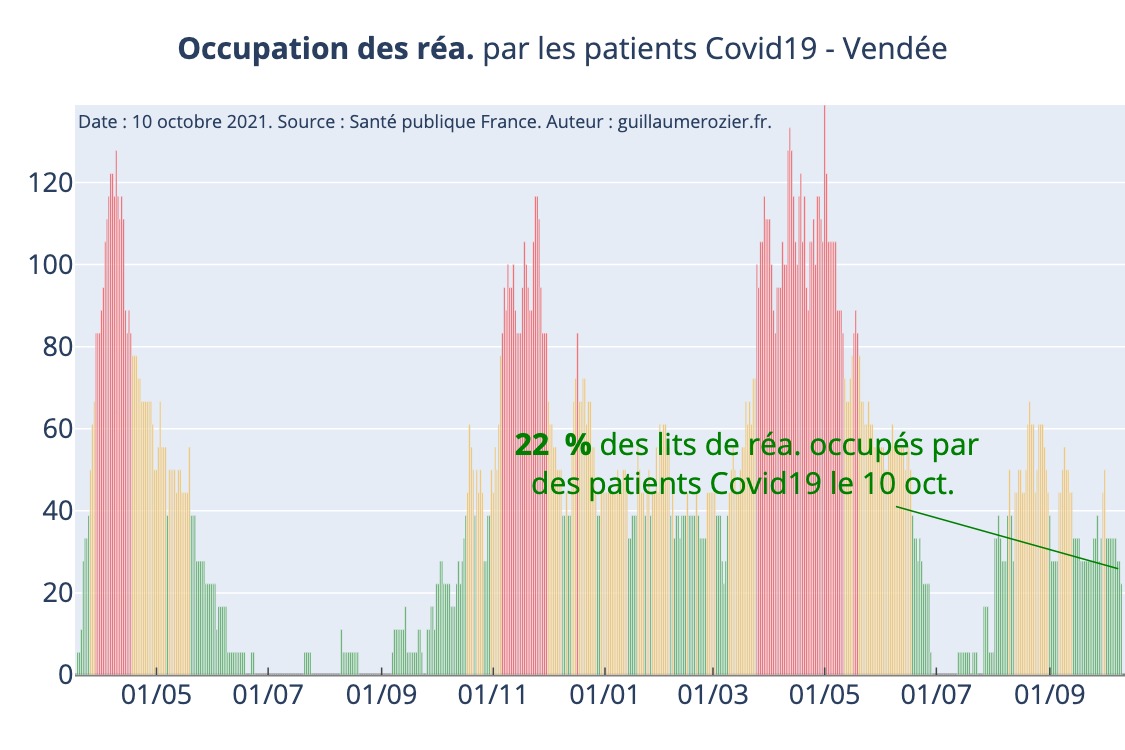 Occupation des réa. par les patients Covid19 - Vendée
Date : 10 octobre 2021. Source : Santé publique France. Auteur : guillaumerozier.fr.
120
100
80
60
40
20
0
22 % des lits de réa. occupés par
des patients Covid19 le 10 oct.
01/05 01/07 01/09 01/11 01/01 01/03 01/05 01/07 01/09